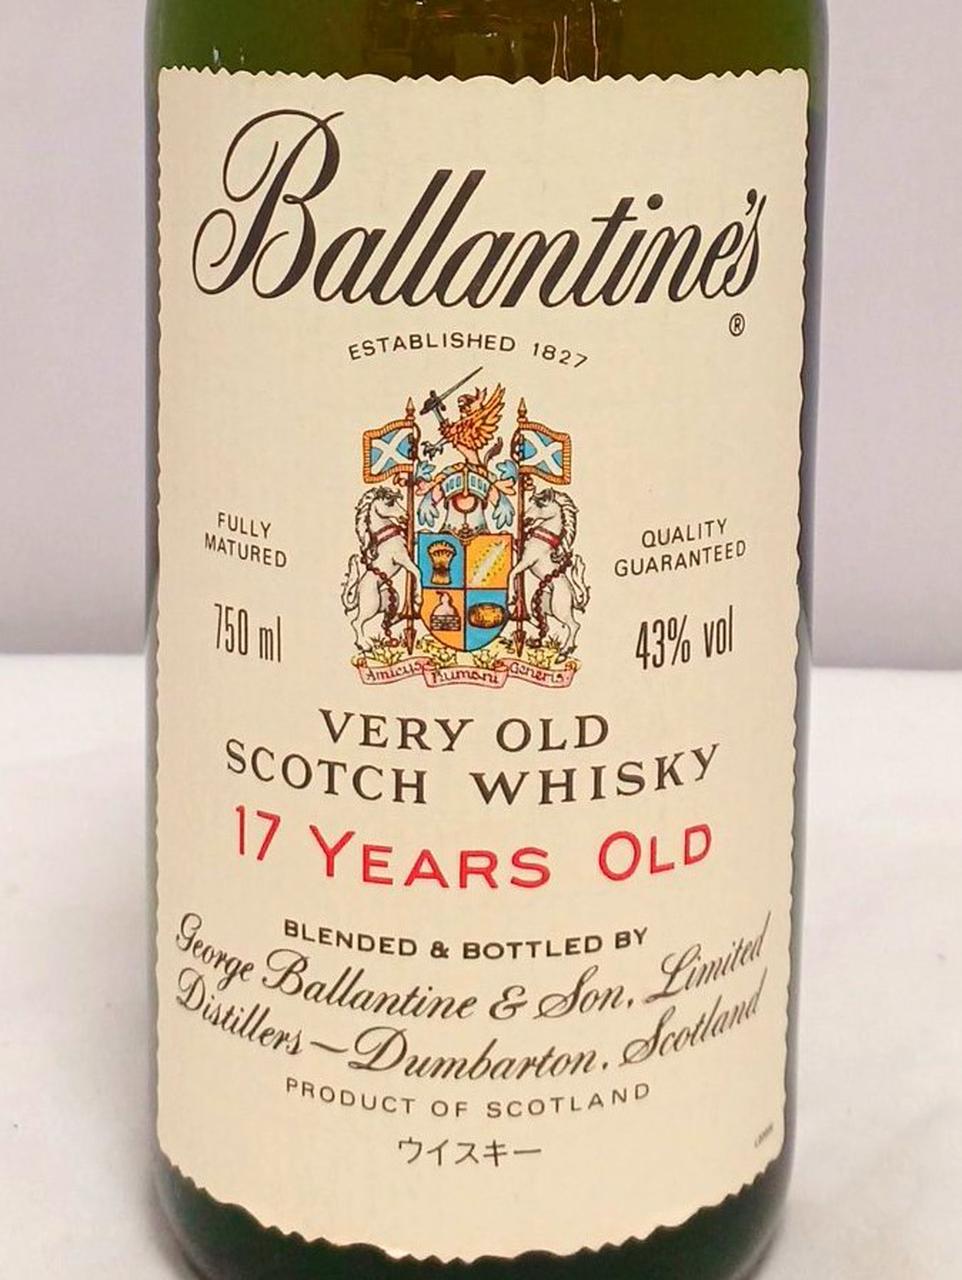 Ballantine's
®
ESTABLISHED 1827
FULLY
MATURED
QUALITY
GUARANTEED
750 ml
43% vol
Amicus Humani Generis
VERY OLD
SCOTCH WHISKY
17 YEARS OLD
BLENDED & BOTTLED BY
George Ballantine & Son, Limited
Distillers – Dumbarton, Scotland
PRODUCT OF SCOTLAND
ウイスキー